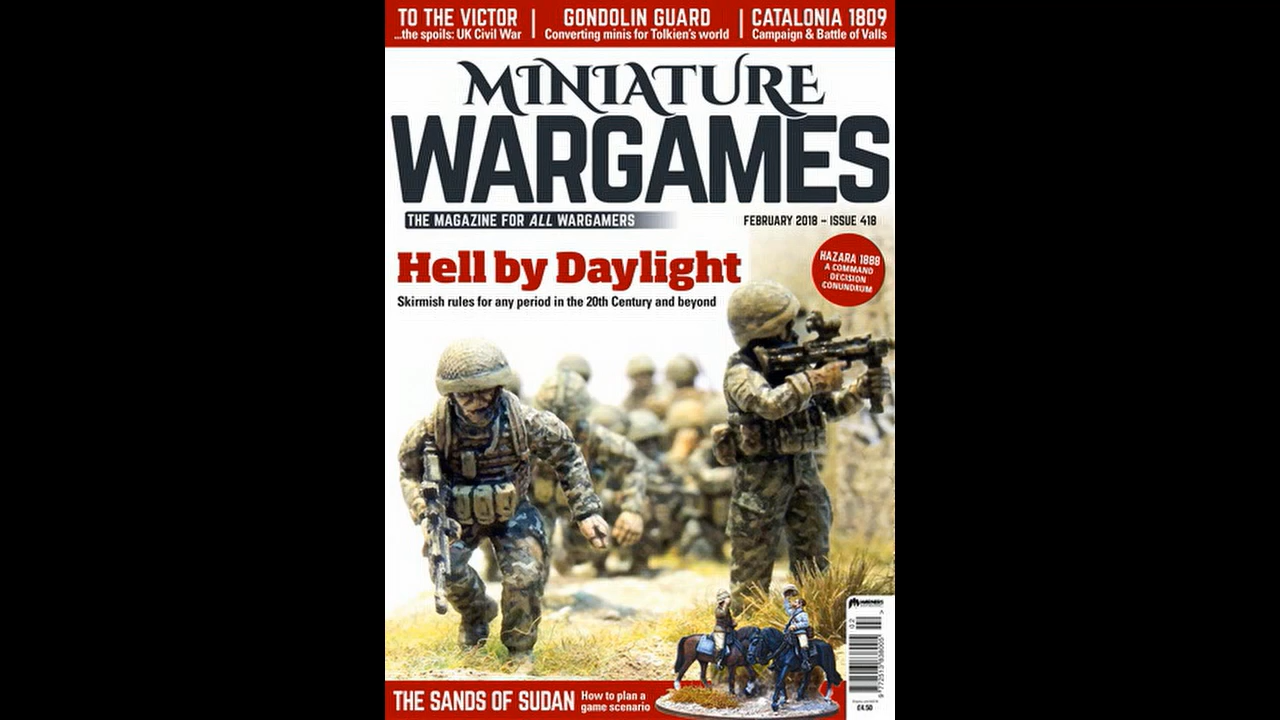 TO THE VICTOR
...the spoils: UK Civil War
GONDOLIN GUARD
Converting minis for Tolkien's world
CATALONIA 1809
Campaign & Battle of Valls
MINIATURE
WARGAMES
THE MAGAZINE FOR ALL WARGAMERS
FEBRUARY 2018 – ISSUE 418
Hell by Daylight
Skirmish rules for any period in the 20th Century and beyond
HAZARA 1888
A COMMAND
DECISION
CONUNDRUM
THE SANDS OF SUDAN
How to plan a
game scenario
02
£4.50